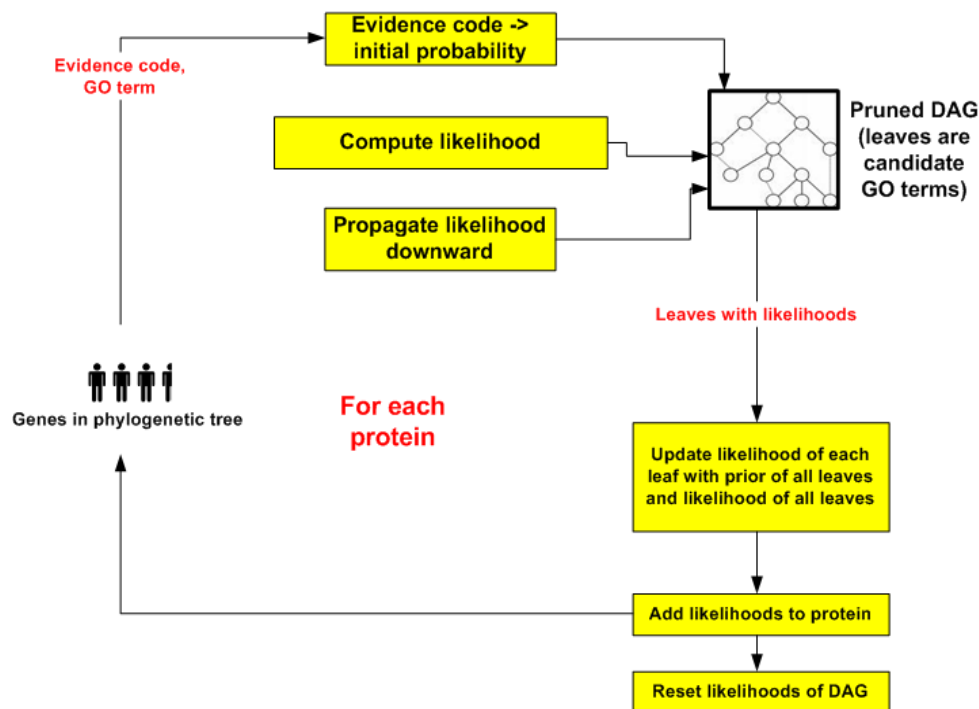 Evidence code ->
initial probability
Evidence code,
GO term
Compute likelihood
Pruned DAG
(leaves are
candidate
GO terms)
Propagate likelihood
downward
Leaves with likelihoods
Genes in phylogenetic tree
For each
protein
Update likelihood of each
leaf with prior of all leaves
and likelihood of all leaves
Add likelihoods to protein
Reset likelihoods of DAG